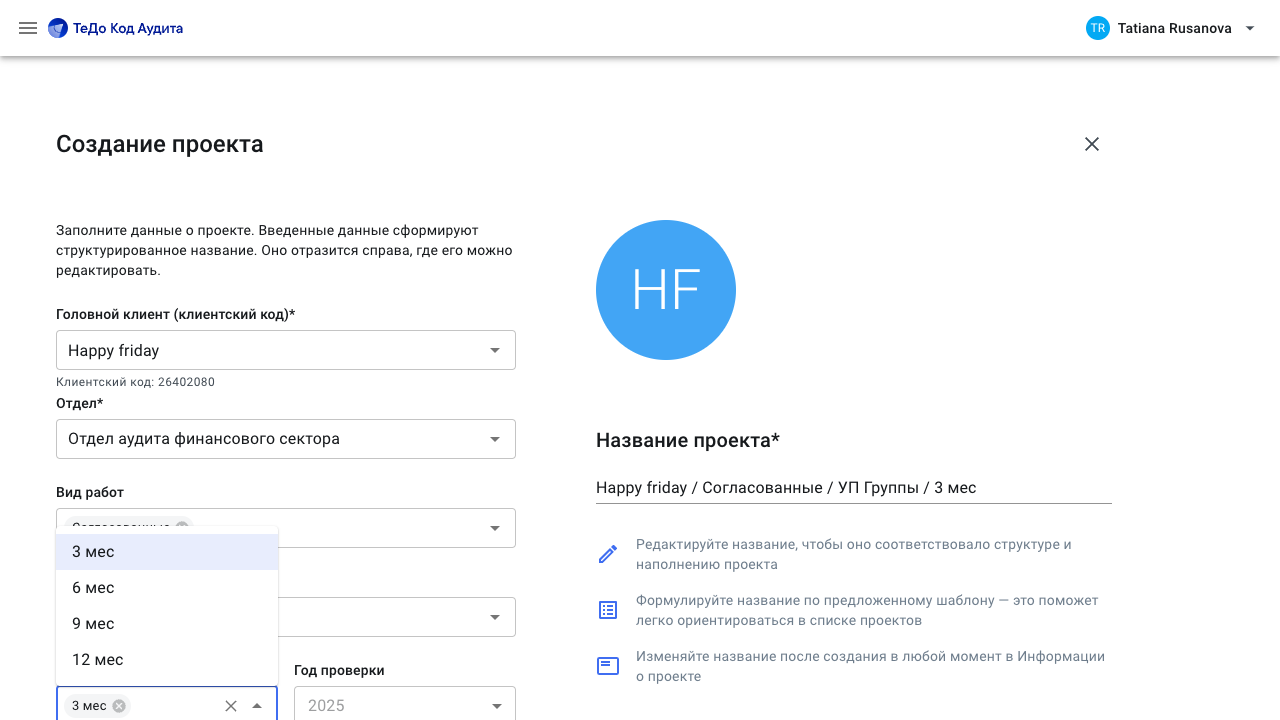 ТеДо Код Аудита
TR
Tatiana Rusanova
Создание проекта
Заполните данные о проекте. Введенные данные сформируют
структурированное название. Оно отразится справа, где его можно
редактировать.
Головной клиент (клиентский код)*
Happy friday
Клиентский код: 26402080
Отдел*
Отдел аудита финансового сектора
Вид работ
Согласованные
3 мес
6 мес
9 мес
12 мес
3 мес
Год проверки
2025
HF
Название проекта*
Happy friday / Согласованные / УП Группы / 3 мес
Редактируйте название, чтобы оно соответствовало структуре и
наполнению проекта
Формулируйте название по предложенному шаблону — это поможет
легко ориентироваться в списке проектов
Изменяйте название после создания в любой момент в Информации
о проекте